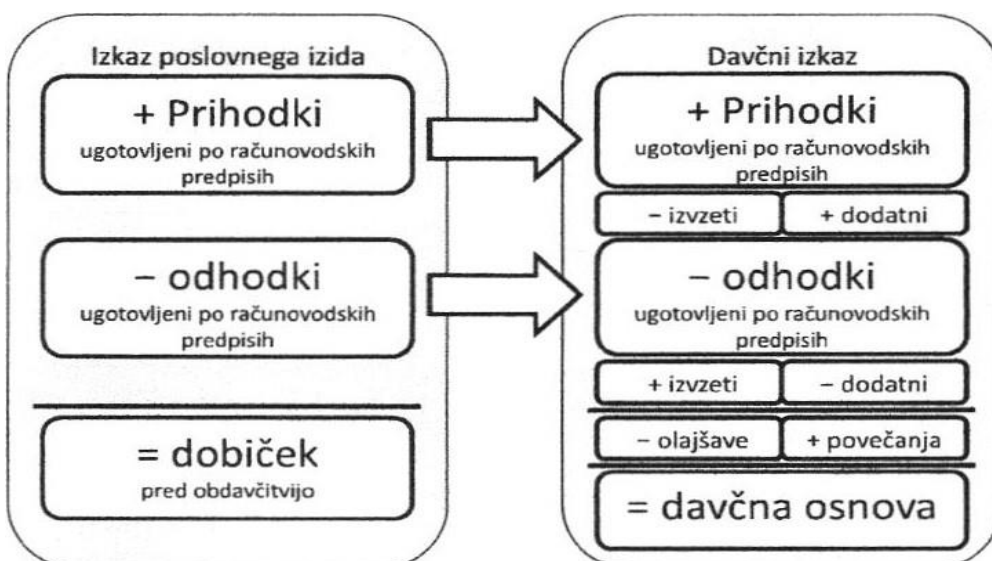 Izkaz poslovnega izida
+ Prihodki
ugotovljeni po računovodskih
predpisih
− odhodki
ugotovljeni po računovodskih
predpisih
= dobiček
pred obdavčitvijo
Davčni izkaz
+ Prihodki
ugotovljeni po računovodskih
predpisih
− izvzeti
+ dodatni
− odhodki
ugotovljeni po računovodskih
predpisih
+ izvzeti
− dodatni
− olajšave
+ povečanja
= davčna osnova